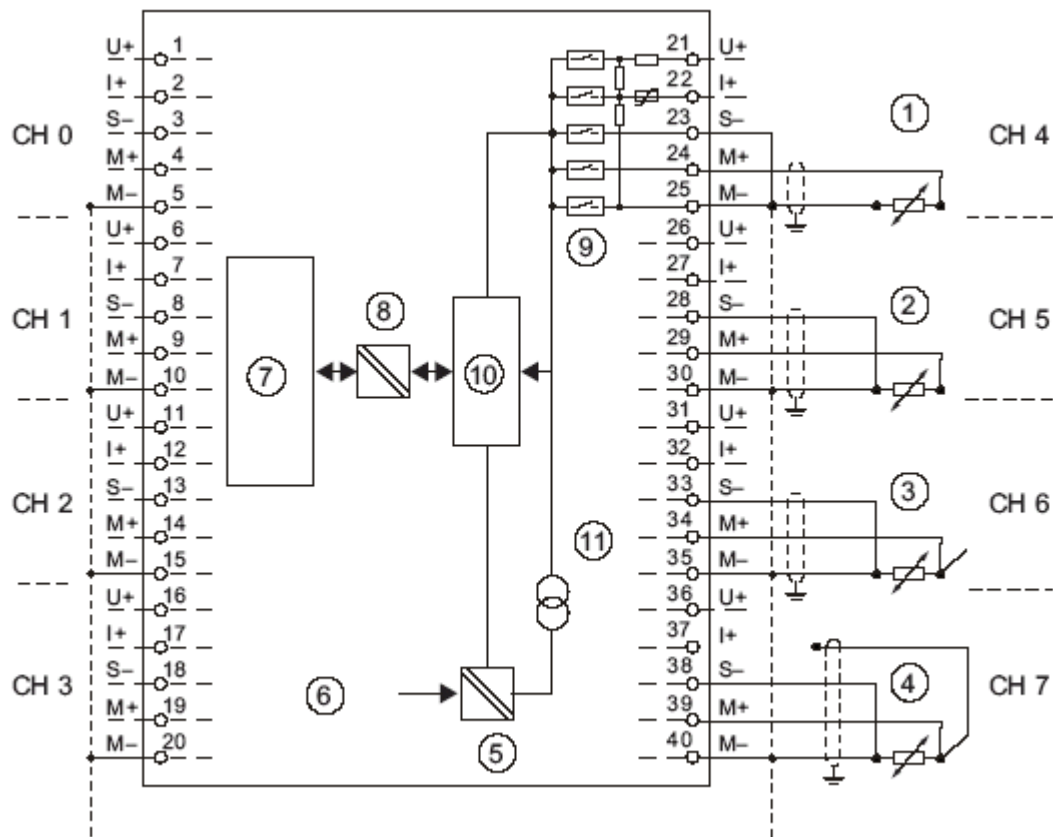 CH 0
U+ 1
I+ 2
S– 3
M+ 4
M– 5
CH 1
U+ 6
I+ 7
S– 8
M+ 9
M– 10
CH 2
U+ 11
I+ 12
S– 13
M+ 14
M– 15
CH 3
U+ 16
I+ 17
S– 18
M+ 19
M– 20
7
8
10
9
11
6
5
21 U+
22 I+
23 S–
24 M+
25 M–
1
CH 4
26 U+
27 I+
28 S–
29 M+
30 M–
2
CH 5
31 U+
32 I+
33 S–
34 M+
35 M–
3
CH 6
36 U+
37 I+
38 S–
39 M+
40 M–
4
CH 7